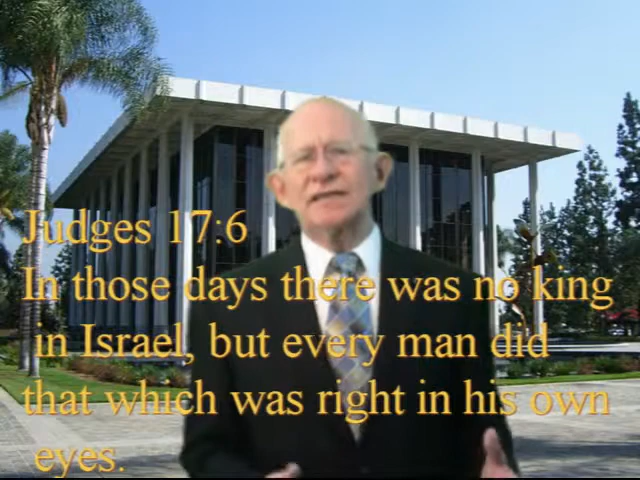 Judges 17:6
In those days there was no king
in Israel, but every man did
that which was right in his own
eyes.